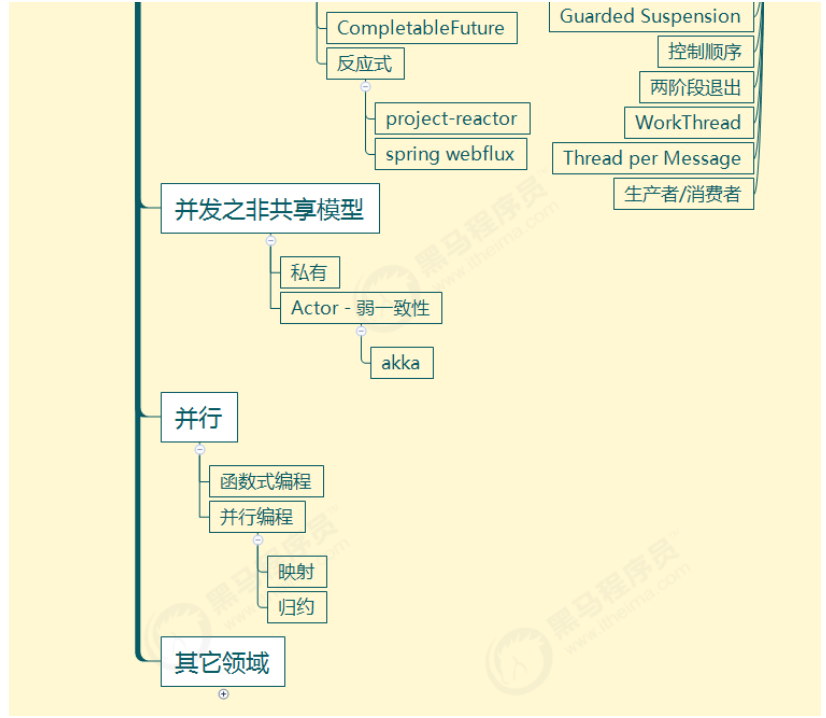 CompletableFuture
反应式
project-reactor
spring webflux
Guarded Suspension
控制顺序
两阶段退出
WorkThread
Thread per Message
生产者/消费者
并发之非共享模型
私有
Actor - 弱一致性
akka
并行
函数式编程
并行编程
映射
归约
其它领域
黑马程序员
www.itheima.com
黑马程序员
www.itheima.com
黑马程序员
www.itheima.com